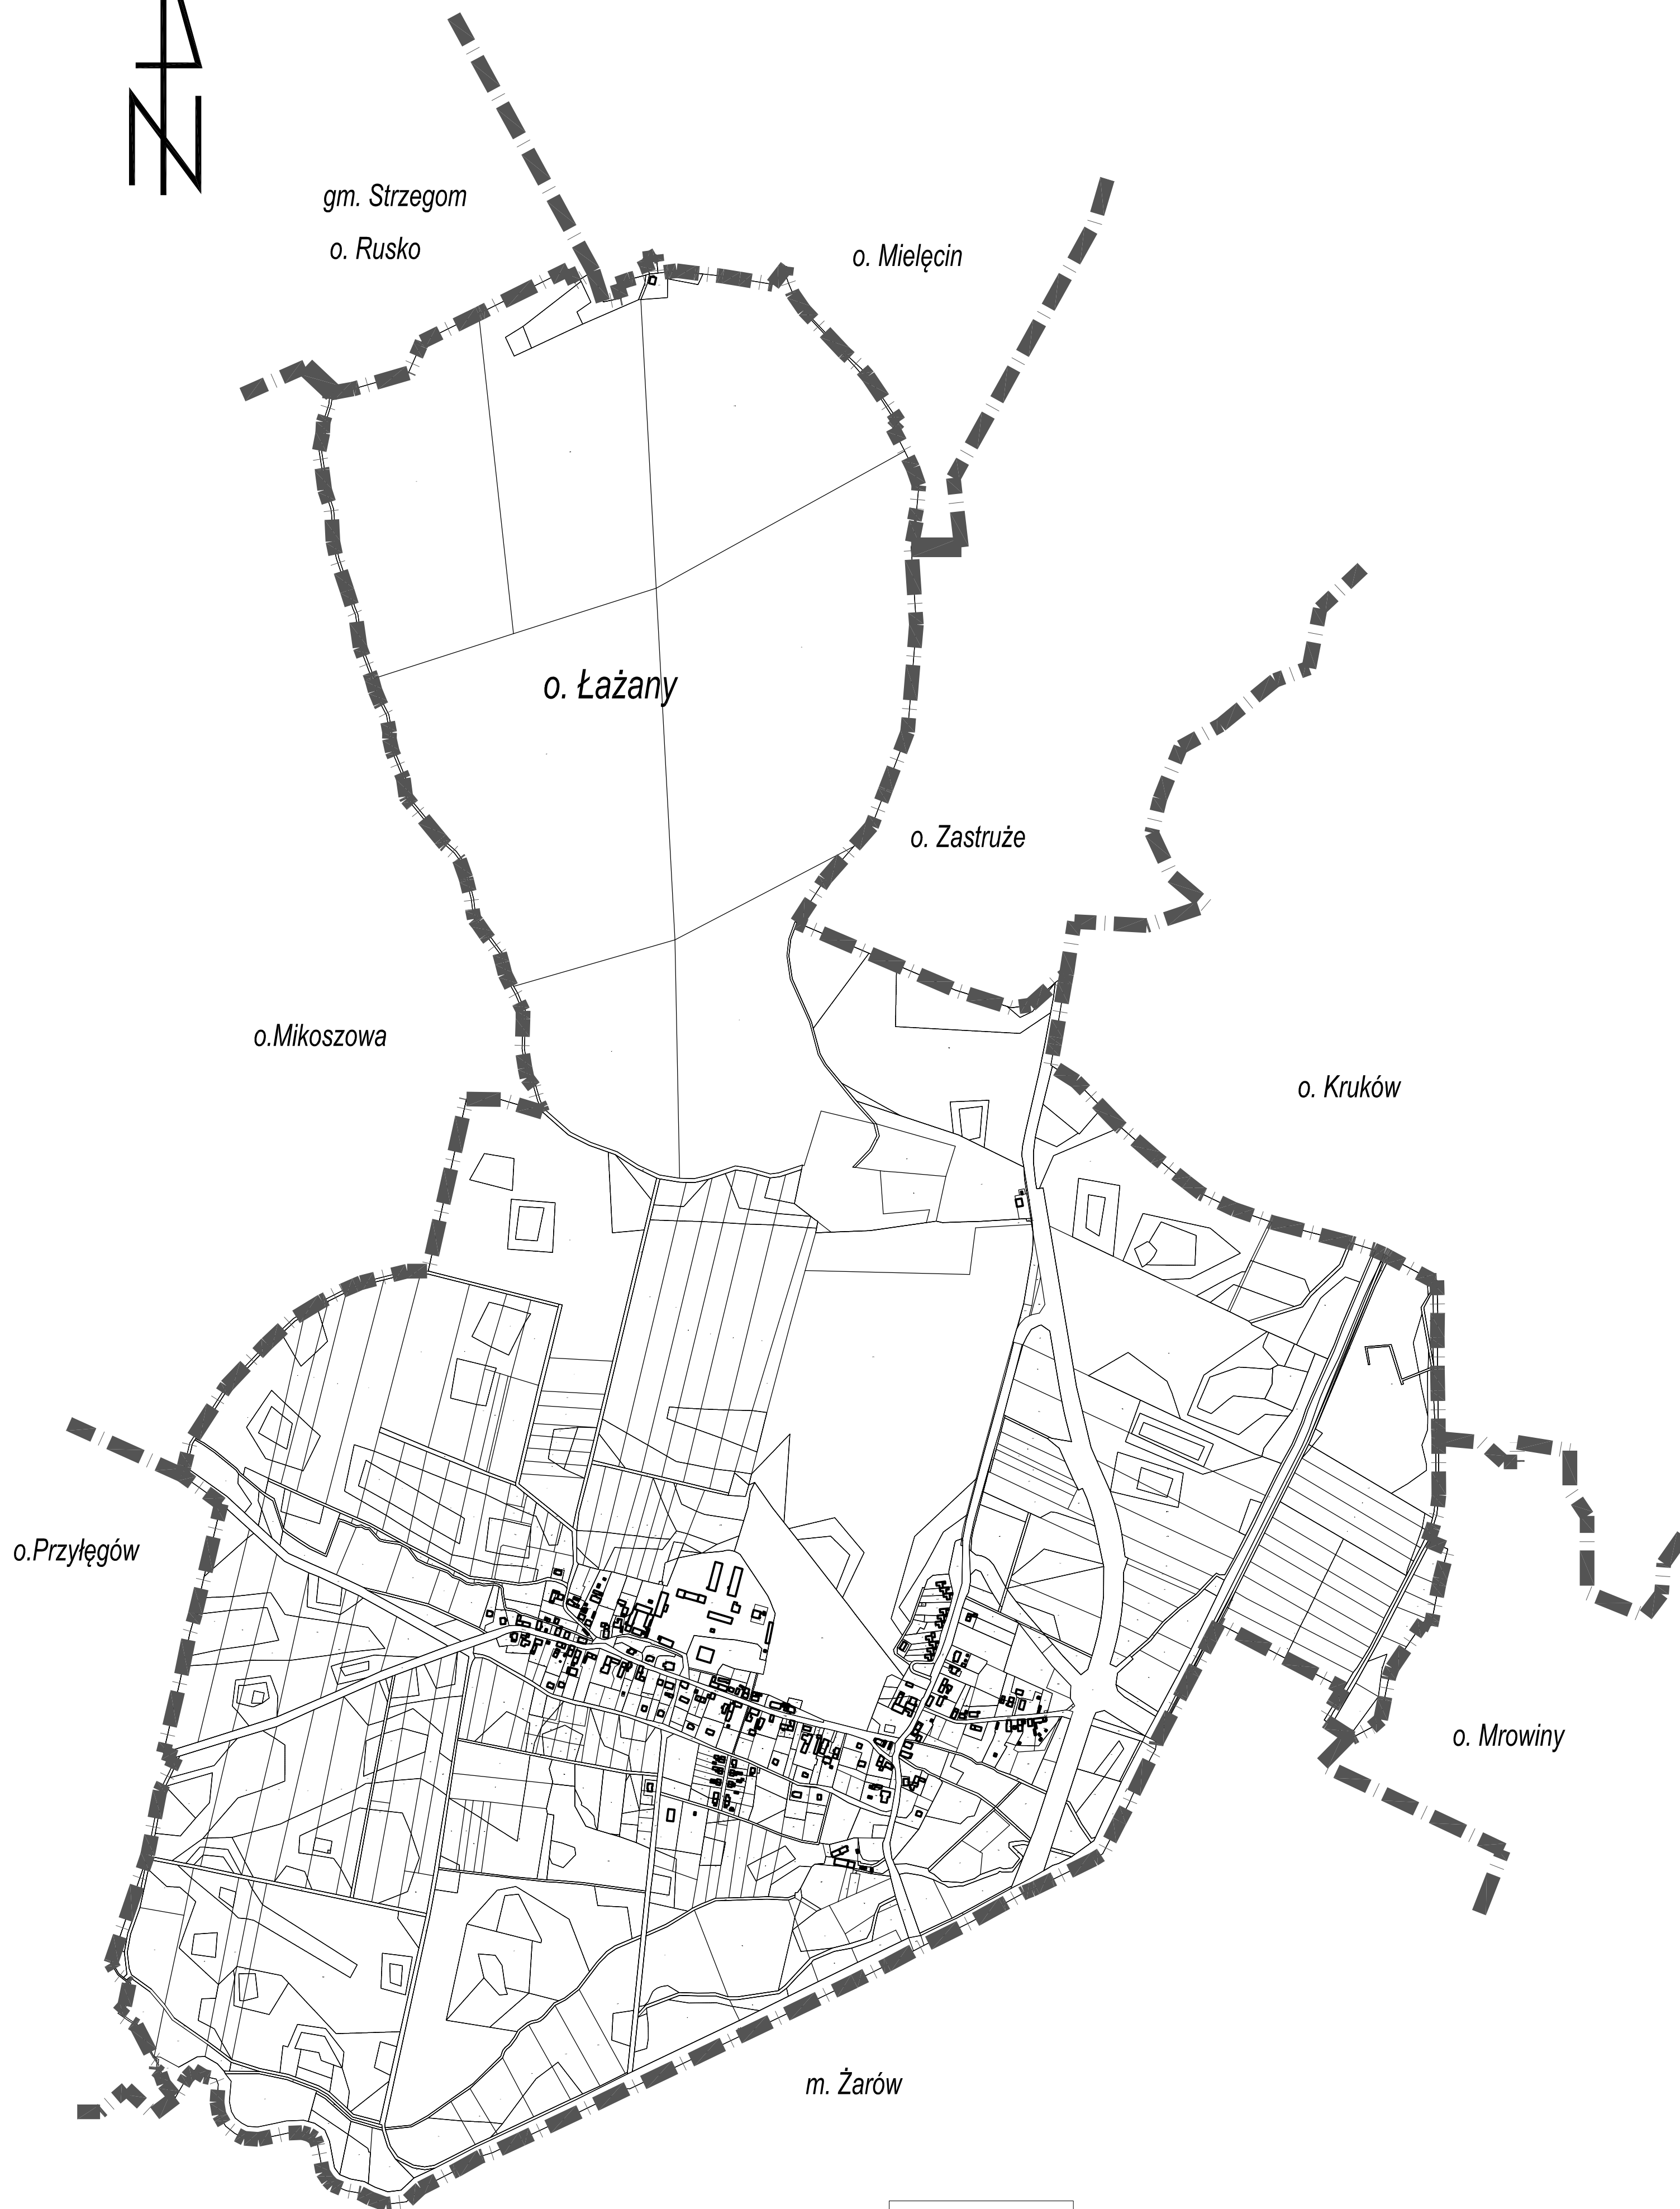 N
gm. Strzegom
o. Rusko
o. Mielęcin
o. Łażany
o. Zastruże
o.Mikoszowa
o. Kruków
o.Przyłęgów
o. Mrowiny
m. Żarów